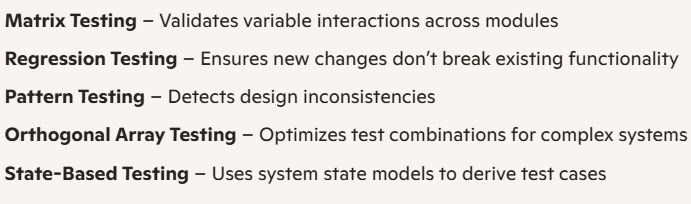 Matrix Testing – Validates variable interactions across modules
Regression Testing – Ensures new changes don’t break existing functionality
Pattern Testing – Detects design inconsistencies
Orthogonal Array Testing – Optimizes test combinations for complex systems
State-Based Testing – Uses system state models to derive test cases